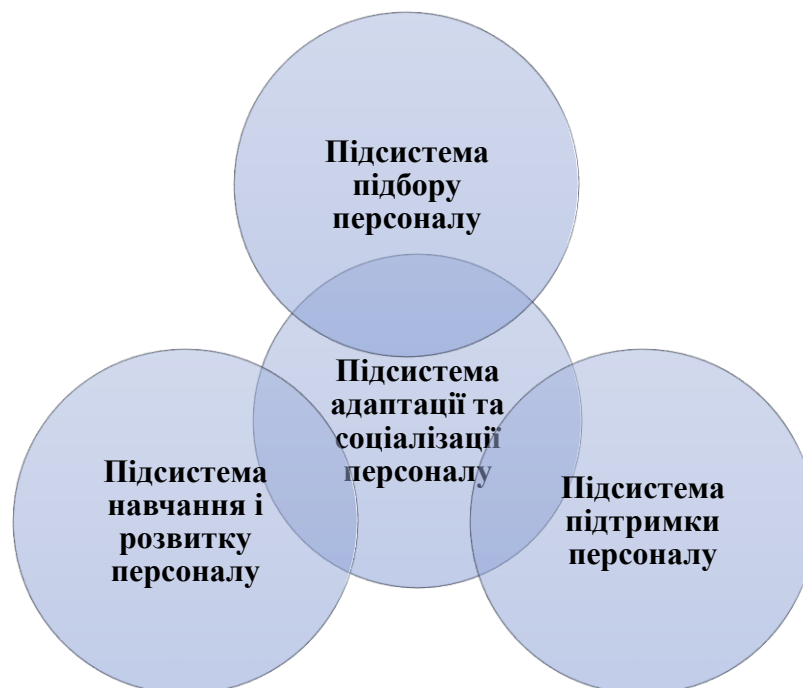 Підсистема
підбору
персоналу
Підсистема
адаптації та
соціалізації
персоналу
Підсистема
навчання і
розвитку
персоналу
Підсистема
підтримки
персоналу